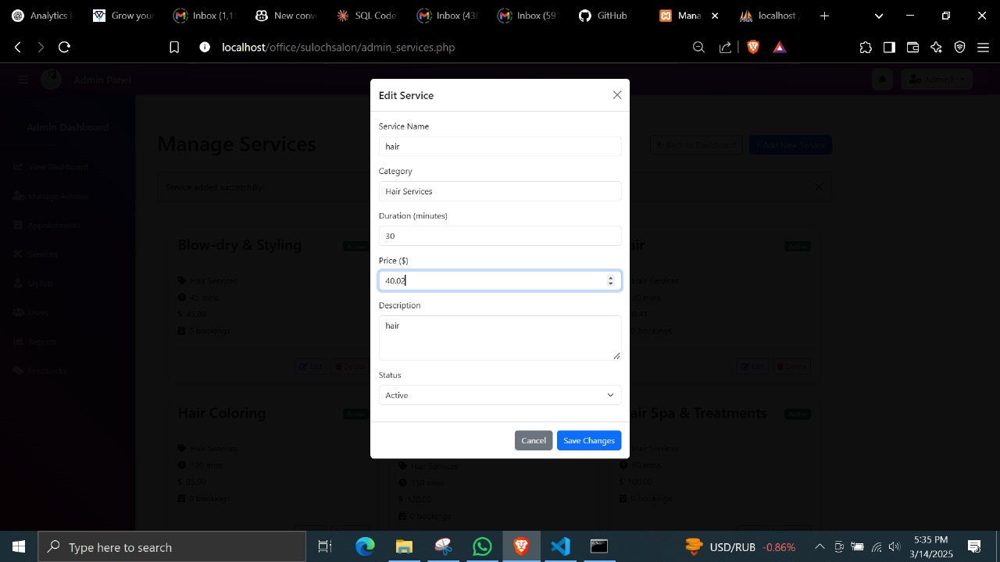 Analytics
Grow your
Inbox (1,1
New conv
SQL Code
Inbox (438
Inbox (591
GitHub
Mana
localhost /
localhost/office/sulochsalon/admin_services.php
Admin Panel
Admin1
Admin Dashboard
View Dashboard
Manage Admins
Appointments
Services
Stylists
Users
Reports
Feedbacks
Manage Services
Back to Dashboard
+ Add New Service
Service added successfully!
Blow-dry & Styling
Active
Hair Services
45 mins
$ 45.00
0 bookings
Edit
Delete
air
Active
Hair Services
30 mins
0 bookings
Edit
Delete
Hair Coloring
Active
Hair Services
120 mins
$ 85.00
0 bookings
Hair Services
150 mins
$ 120.00
0 bookings
air Spa & Treatments
Active
Hair Services
90 mins
$ 100.00
0 bookings
Edit Service
Service Name
hair
Category
Hair Services
Duration (minutes)
30
Price ($)
40.02
Description
hair
Status
Active
Cancel
Save Changes
Type here to search
USD/RUB -0.86%
5:35 PM
3/14/2025